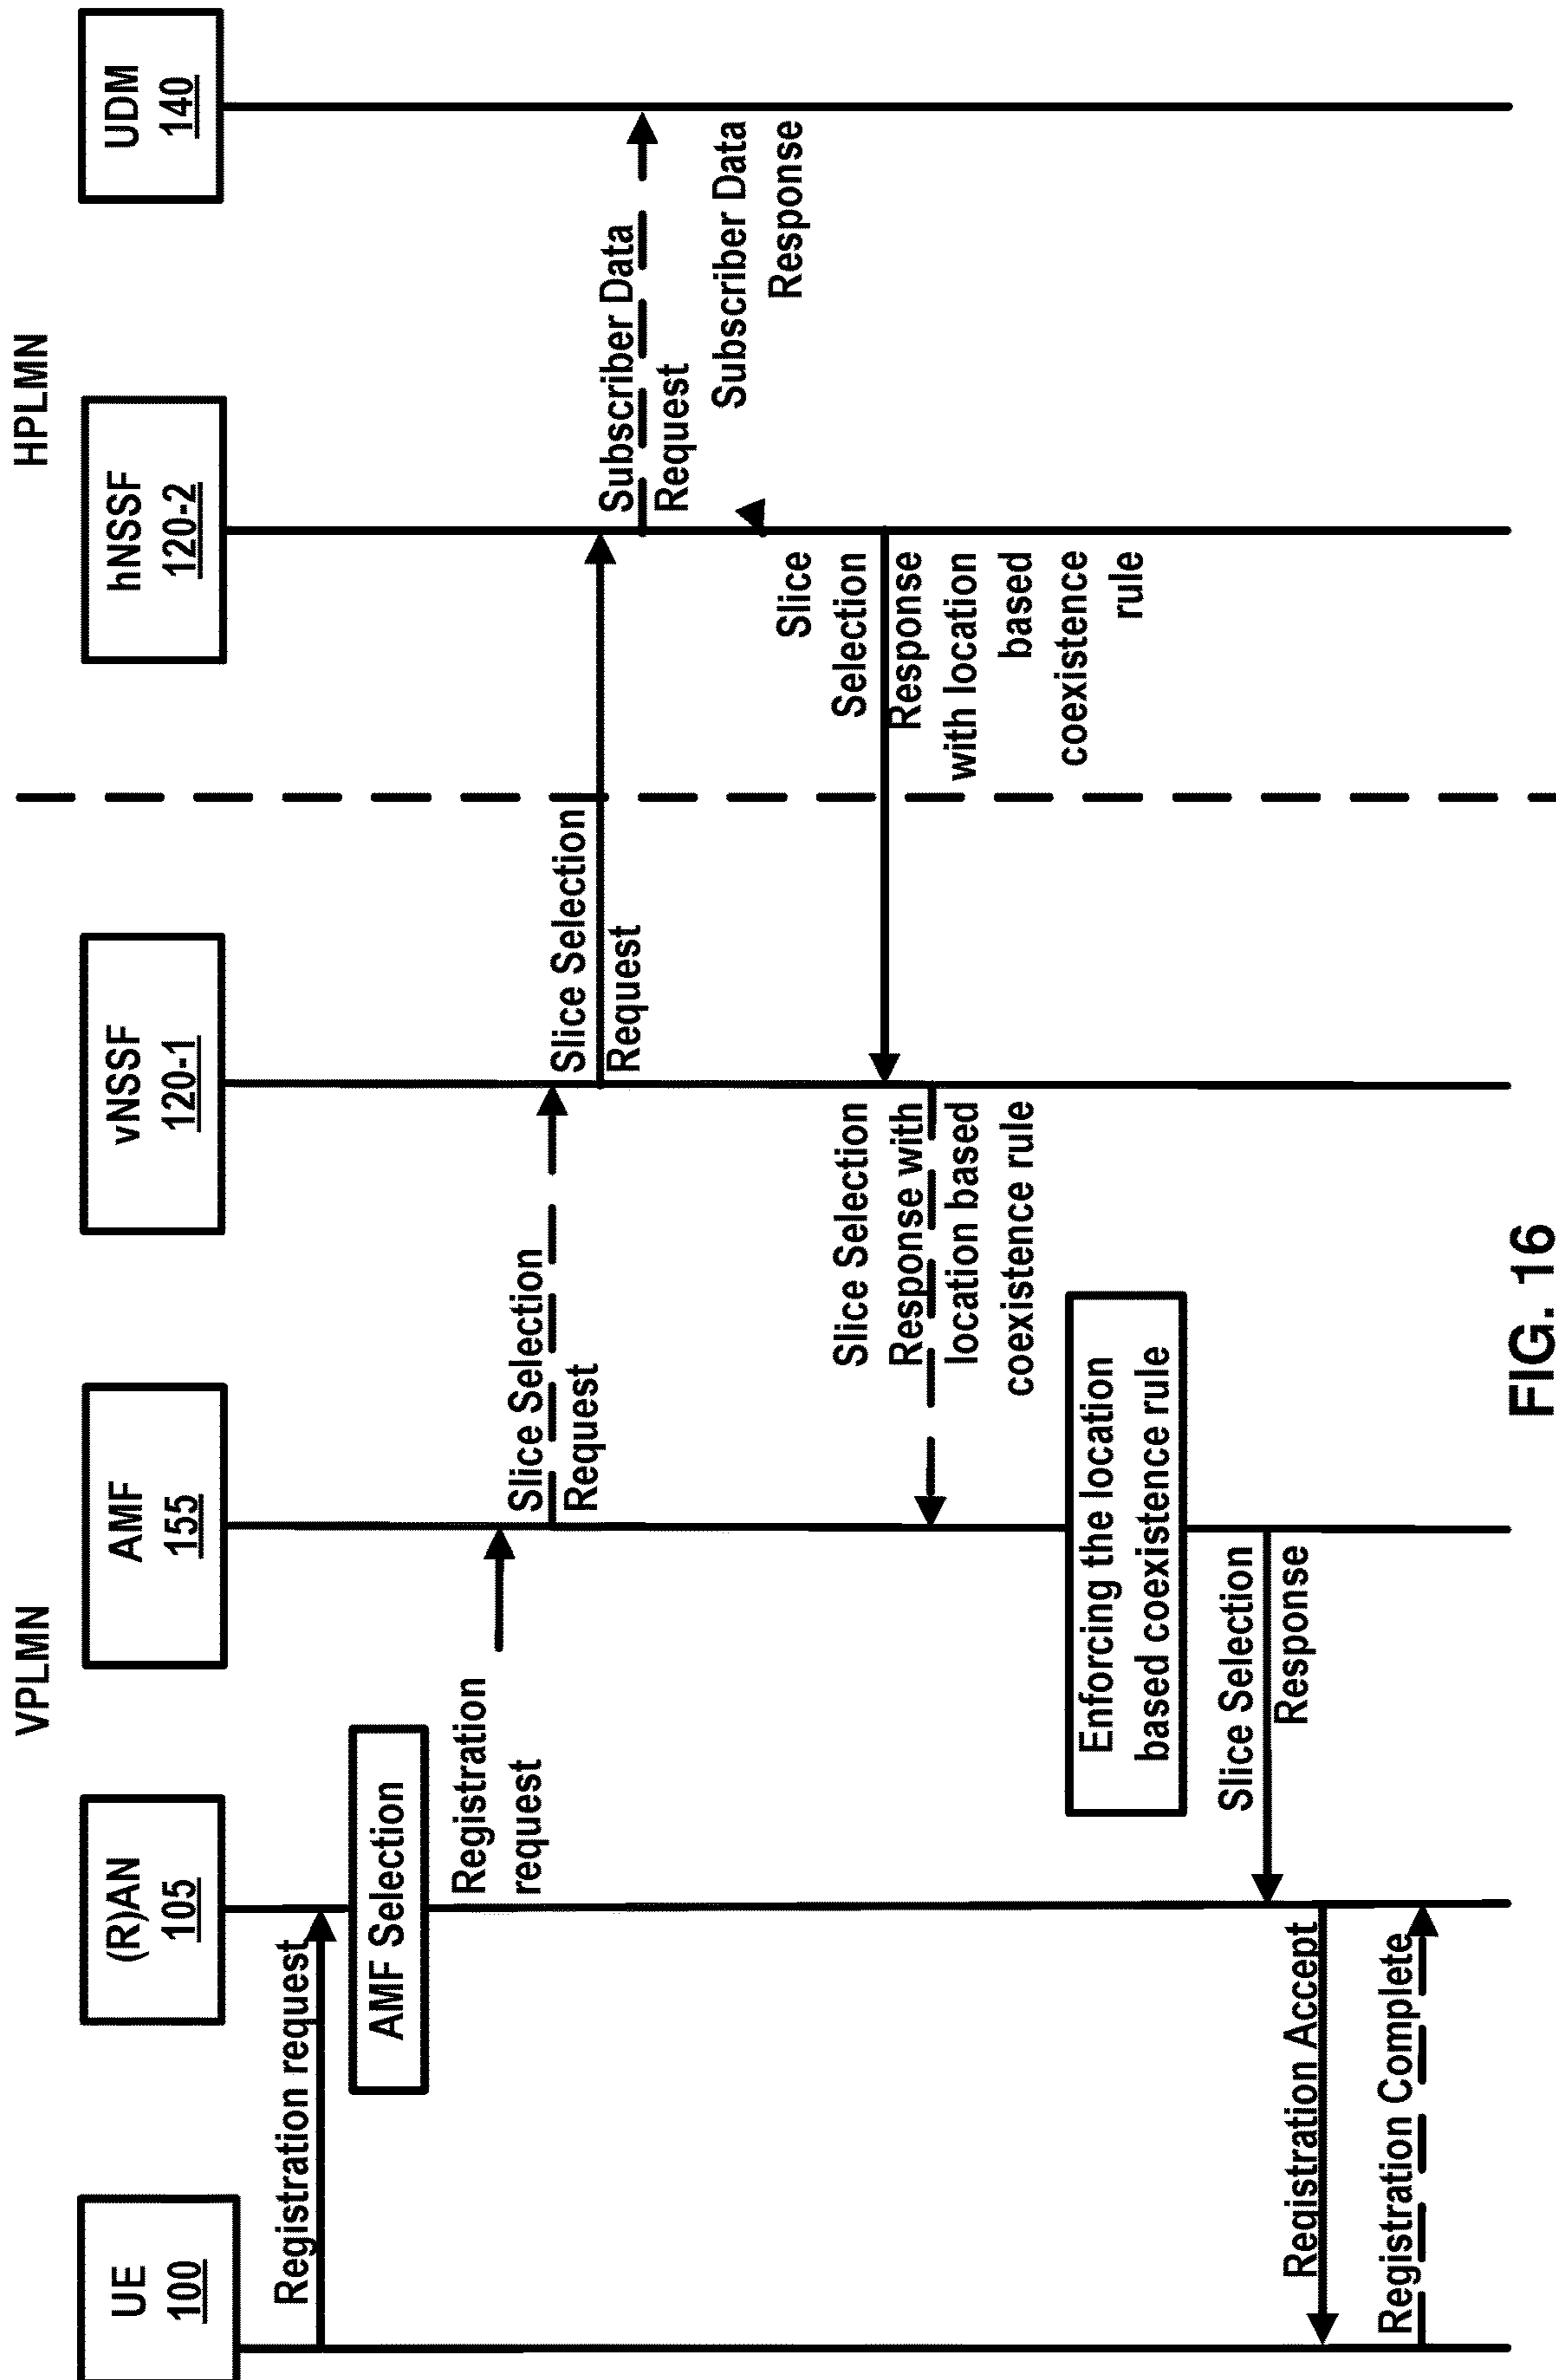 VPLMN
HPLMN
UE
100
(R)AN
105
AMF
155
vNSSF
120-1
hNSSF
120-2
UDM
140
Registration request
AMF Selection
Registration
request
Slice Selection
Request
Slice Selection
Request
Subscriber Data
Request
Subscriber Data
Response
Slice
Selection
Response
with location
based
coexistence
rule
Slice Selection
Response with
location based
coexistence rule
Enforcing the location
based coexistence rule
Slice Selection
Response
Registration Accept
Registration Complete
FIG. 16